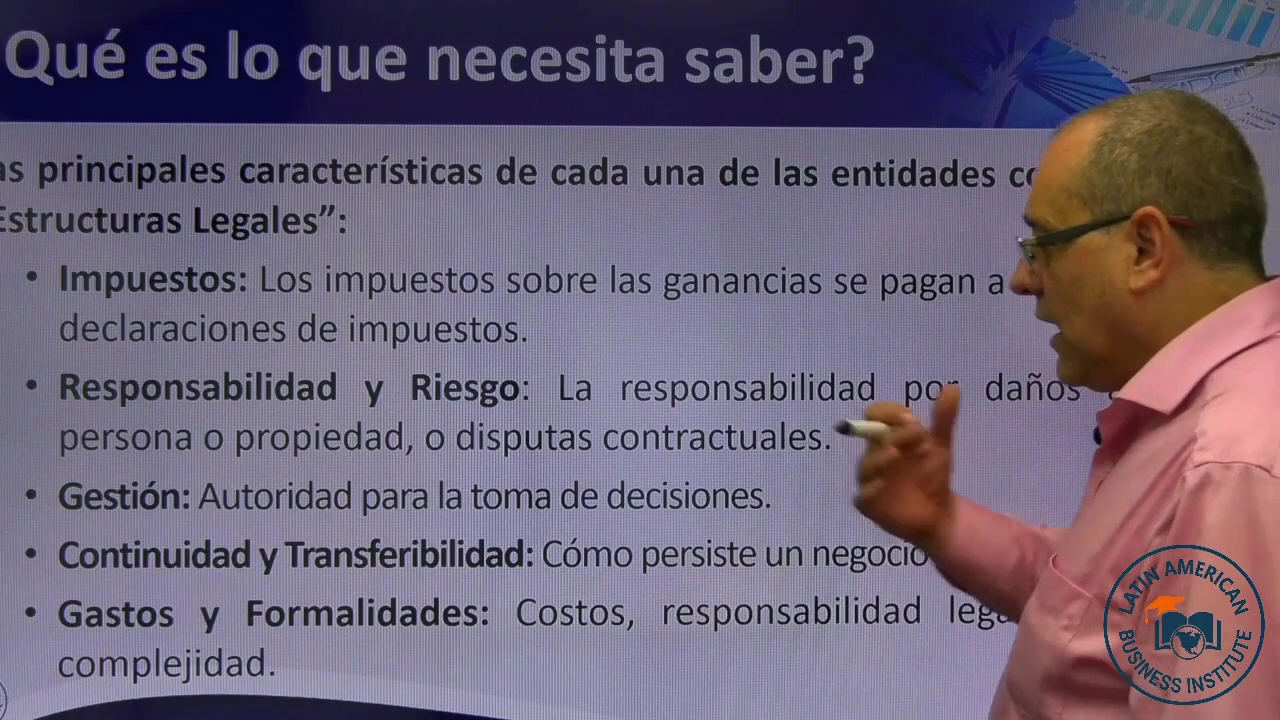 Qué es lo que necesita saber?
principales características de cada una de las entidades
Estructuras Legales”:
• Impuestos: Los impuestos sobre las ganancias se pagan a
declaraciones de impuestos.
• Responsabilidad y Riesgo: La responsabilidad por daños
persona o propiedad, o disputas contractuales.
• Gestión: Autoridad para la toma de decisiones.
• Continuidad y Transferibilidad: Cómo persiste un negocio
• Gastos y Formalidades: Costos, responsabilidad
complejidad.
LATIN AMERICAN
BUSINESS INSTITUTE